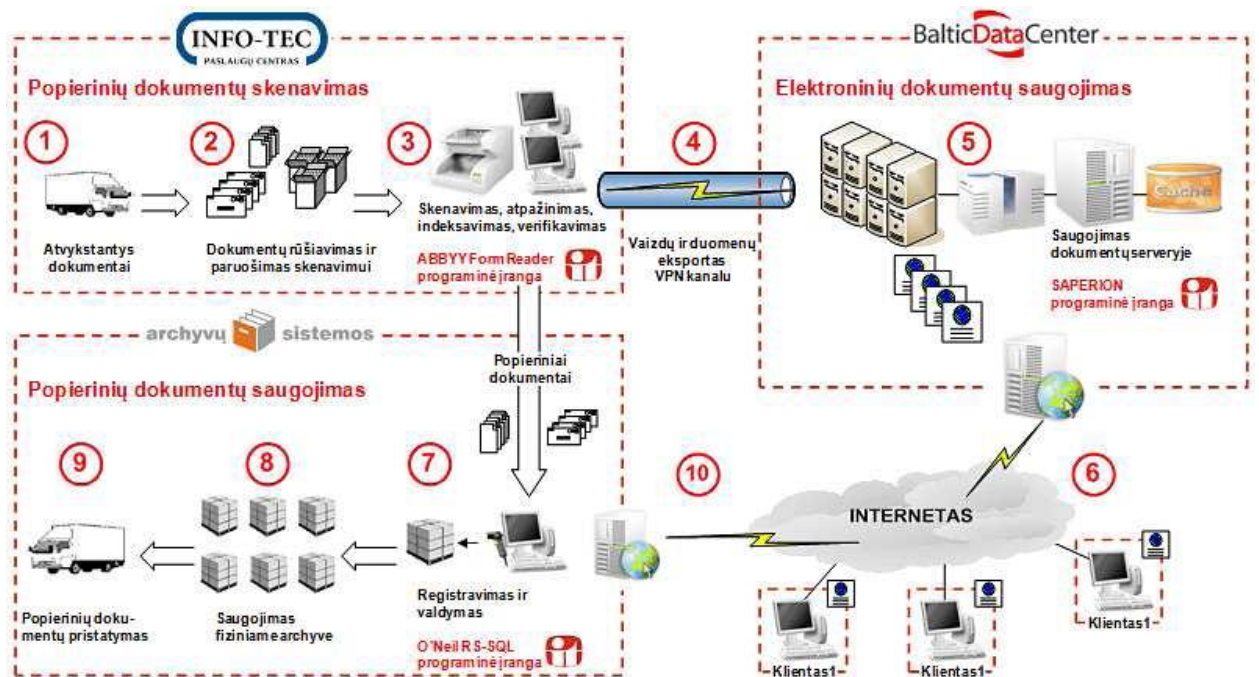 INFO-TEC
PASLAUGŲ CENTRAS
Popierinių dokumentų skenavimas
1
Atvykstantys
dokumentai
2
Dokumentų rūšiavimas ir
paruošimas skenavimui
3
Skenavimas, atpažinimas,
indeksavimas, verifikavimas
ABBYY FormReader
programinė įranga
4
Vaizdų ir duomenų
eksportas
VPN kanalu
BalticDataCenter
Elektroninių dokumentų saugojimas
5
Cache
Saugojimas
dokumentų serveryje
SAPERION
programinė įranga
archyvų sistemos
Popierinių dokumentų saugojimas
Popieriniai
dokumentai
9
Popierinių doku-
mentų pristatymas
8
Saugojimas
fiziniame archyve
7
Registravimas ir
valdymas
O'Neil RS-SQL
programinė įranga
10
INTERNETAS
6
Klientas1
Klientas1
Klientas1